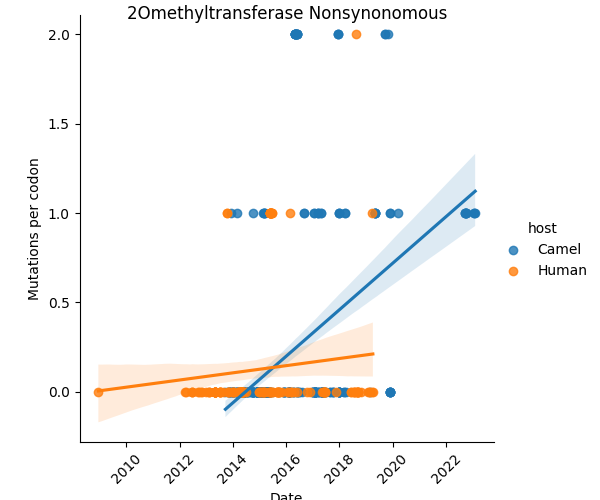 2Omethyltransferase Nonsynonomous
2.0
1.5
1.0
0.5
0.0
Mutations per codon
2010
2012
2014
2016
2018
2020
2022
Date
host
Camel
Human